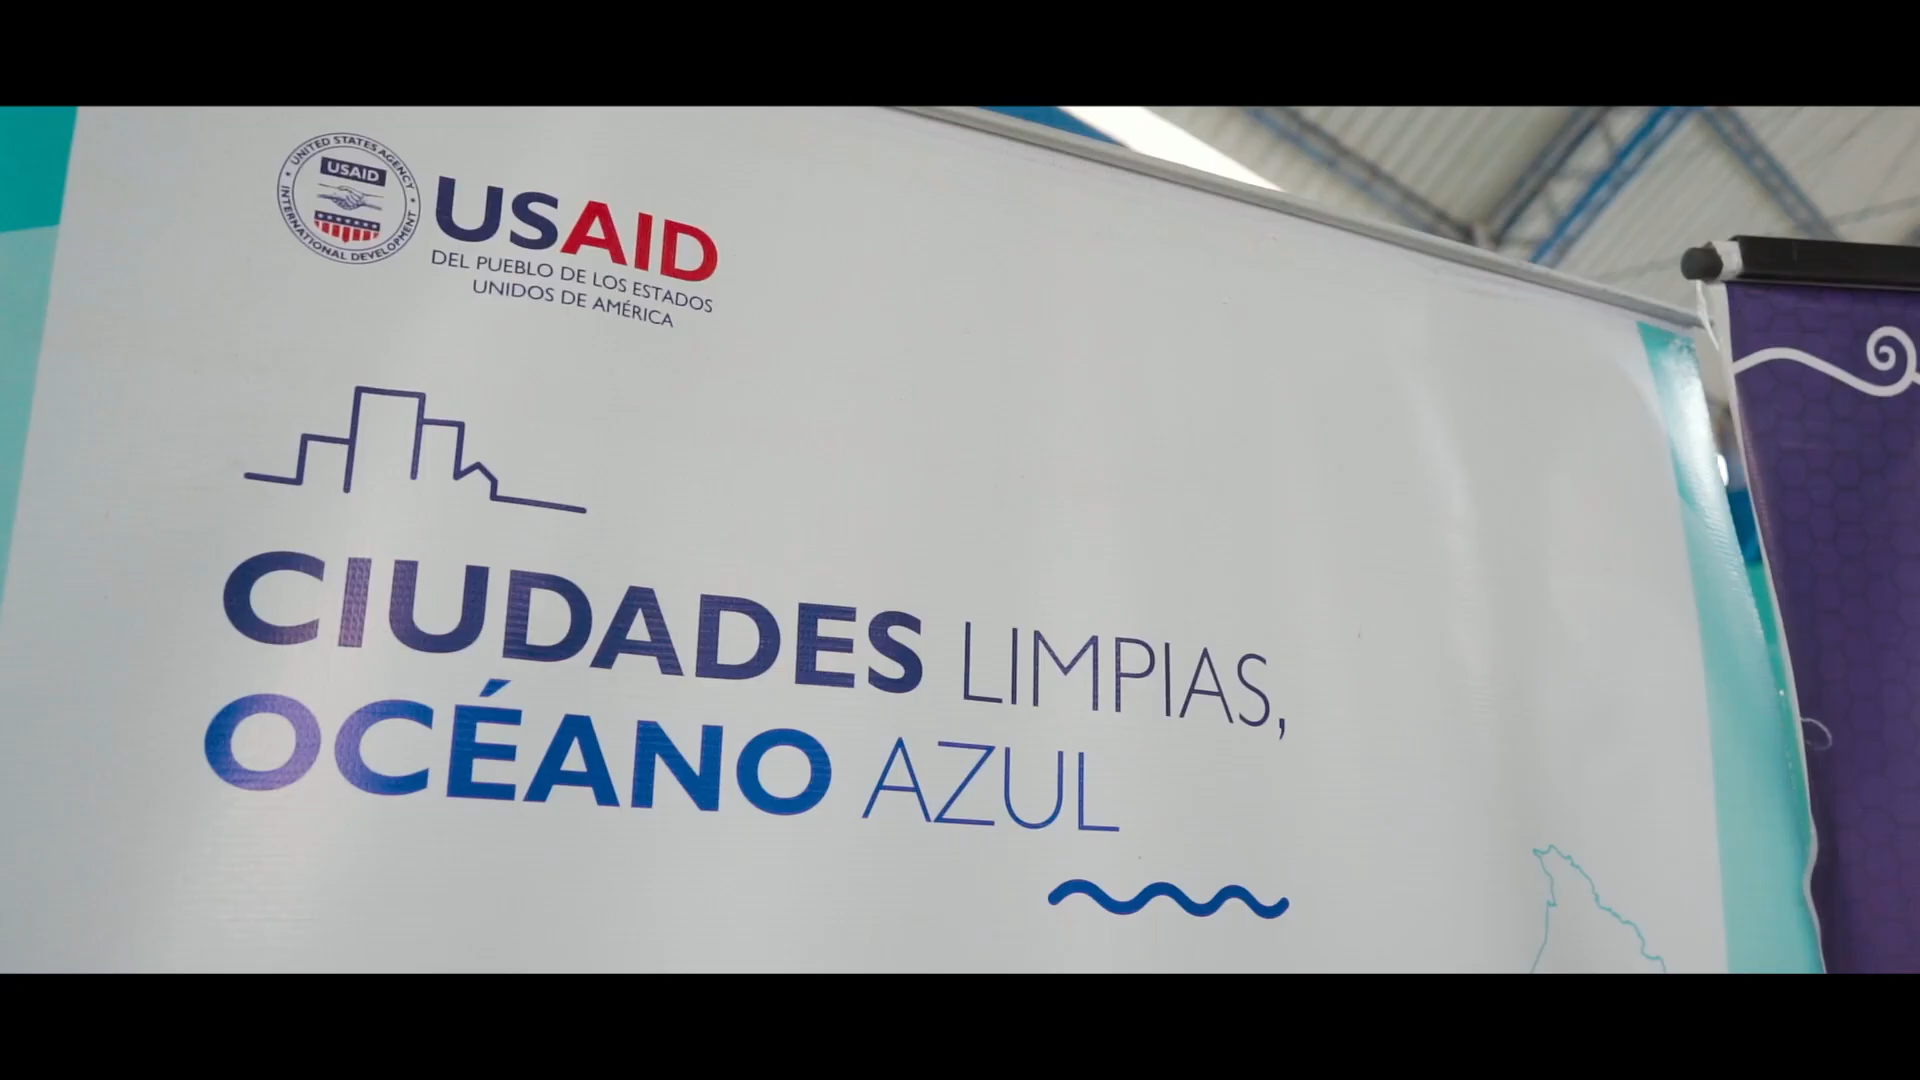 UNITED STATES AGENCY
USAID
INTERNATIONAL DEVELOPMENT
USAID
DEL PUEBLO DE LOS ESTADOS
UNIDOS DE AMÉRICA
CIUDADES LIMPIAS,
OCÉANO AZUL